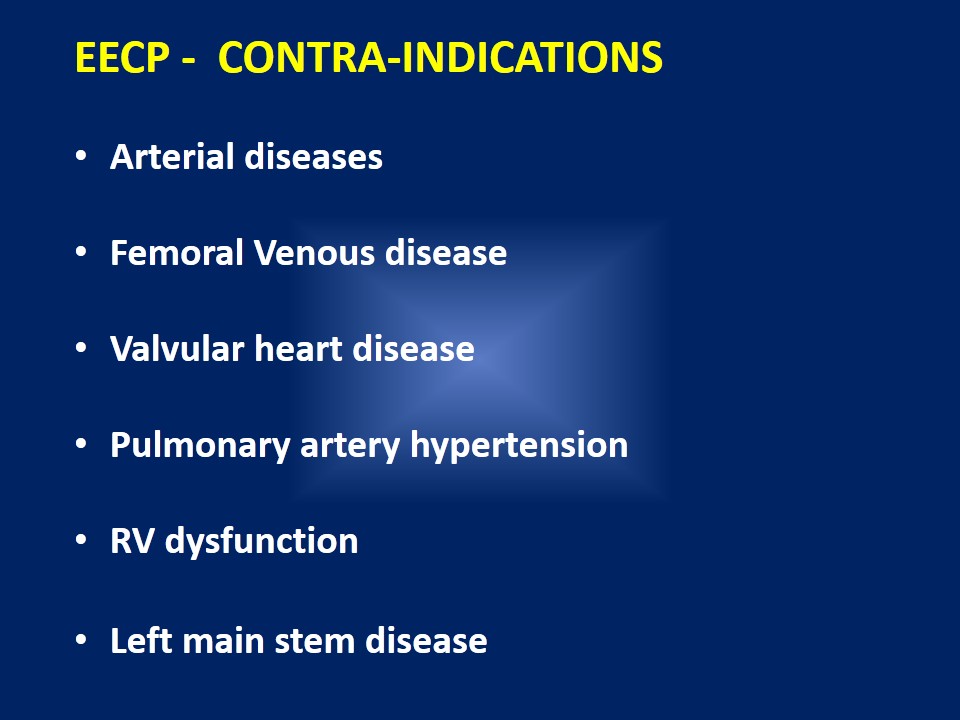 EECP -  CONTRA-INDICATIONS
• Arterial diseases
• Femoral Venous disease
• Valvular heart disease
• Pulmonary artery hypertension
• RV dysfunction
• Left main stem disease